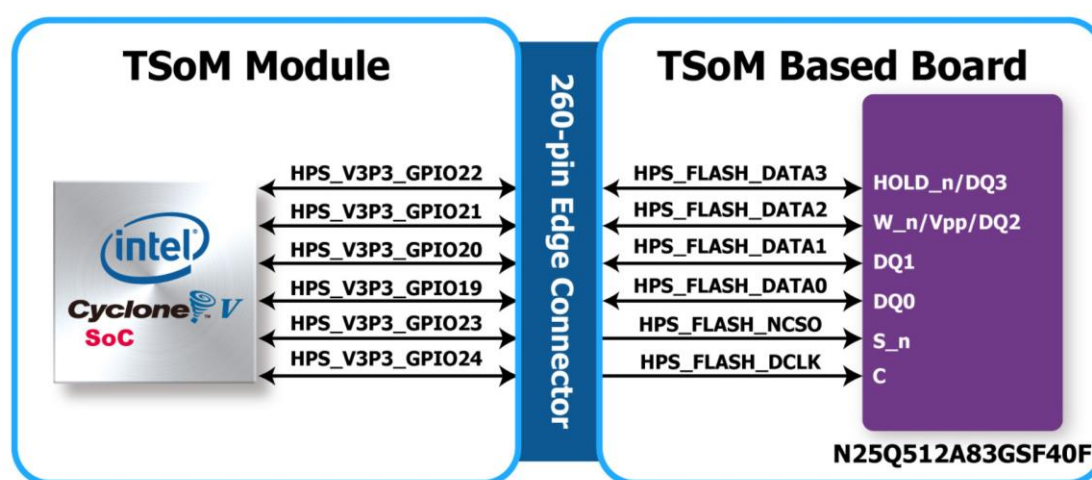 TSoM Module
HPS_V3P3_GPIO22
HPS_V3P3_GPIO21
HPS_V3P3_GPIO20
HPS_V3P3_GPIO19
HPS_V3P3_GPIO23
HPS_V3P3_GPIO24
intel
Cyclone V
SoC
260-pin Edge Connector
TSoM Based Board
HPS_FLASH_DATA3
HPS_FLASH_DATA2
HPS_FLASH_DATA1
HPS_FLASH_DATA0
HPS_FLASH_NCSO
HPS_FLASH_DCLK
HOLD_n/DQ3
W_n/Vpp/DQ2
DQ1
DQ0
S_n
C
N25Q512A83GSF40F